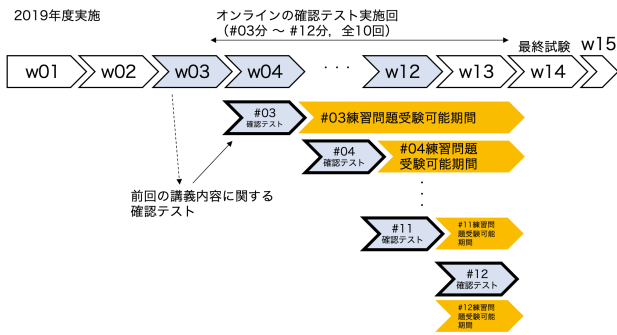 2019年度実施
オンラインの確認テスト実施回
(#03分 〜 #12分, 全10回)
最終試験
w15
w01
w02
w03
w04
・・・
w12
w13
w14
#03
確認テスト
#03練習問題受験可能期間
#04
確認テスト
#04練習問題
受験可能期間
前回の講義内容に関する
確認テスト
・
・
・
#11
確認テスト
#11練習問
題受験可能
期間
#12
確認テスト
#12練習問
題受験可能
期間